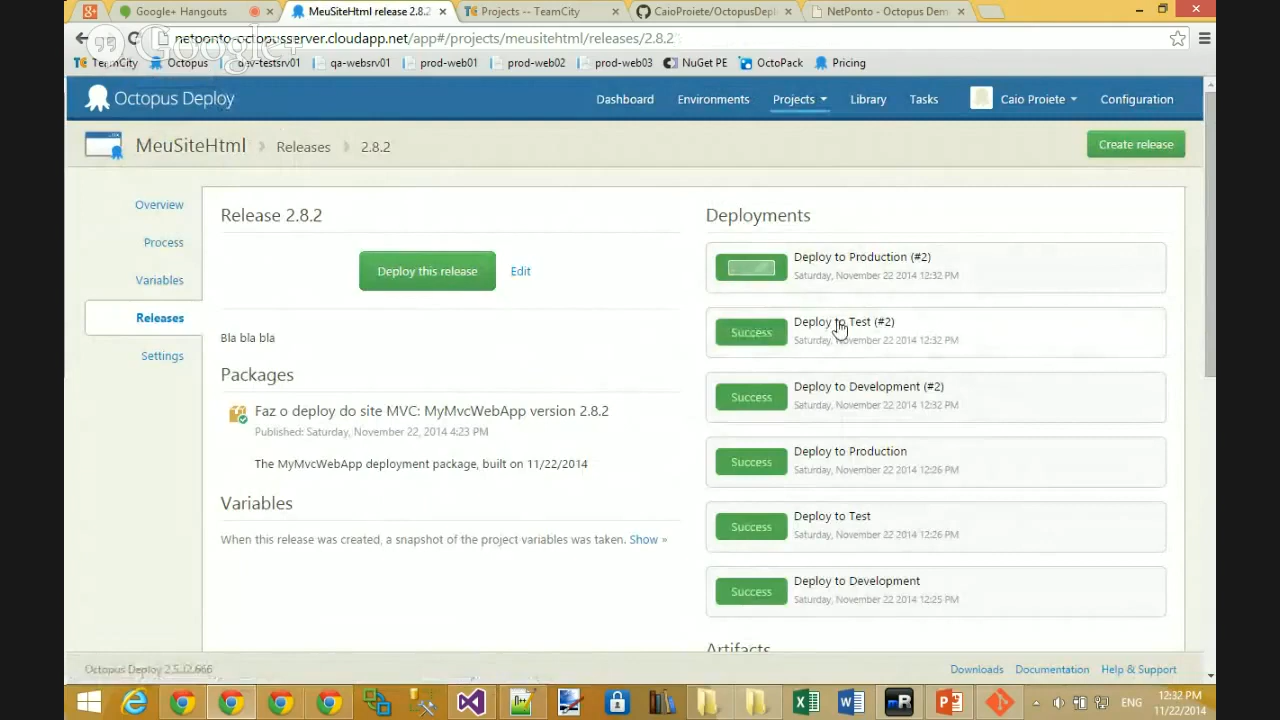 Google+ Hangouts
MeuSiteHtml release 2.8.2
Projects -- TeamCity
CaioProiete/OctopusDepl
NetPonto - Octopus Dem
Google+
netponto-octopusserver.cloudapp.net/app#/projects/meusitehtml/releases/2.8.2
TeamCity
Octopus
dev-testsrv01
qa-websrv01
prod-web01
prod-web02
prod-web03
NuGet PE
OctoPack
Pricing
Octopus Deploy
Dashboard
Environments
Projects
Library
Tasks
Caio Proiete
Configuration
MeuSiteHtml
Releases
2.8.2
Create release
Overview
Process
Variables
Releases
Settings
Release 2.8.2
Deploy this release
Edit
Bla bla bla
Packages
Faz o deploy do site MVC: MyMvcWebApp version 2.8.2
Published: Saturday, November 22, 2014 4:23 PM
The MyMvcWebApp deployment package, built on 11/22/2014
Variables
When this release was created, a snapshot of the project variables was taken. Show »
Deployments
Deploy to Production (#2)
Saturday, November 22 2014 12:32 PM
Success
Deploy to Test (#2)
Saturday, November 22 2014 12:32 PM
Success
Deploy to Development (#2)
Saturday, November 22 2014 12:32 PM
Success
Deploy to Production
Saturday, November 22 2014 12:26 PM
Success
Deploy to Test
Saturday, November 22 2014 12:26 PM
Success
Deploy to Development
Saturday, November 22 2014 12:25 PM
Artifacts
Octopus Deploy 2.5.12.666
Downloads
Documentation
Help & Support
ENG
12:32 PM
11/22/2014